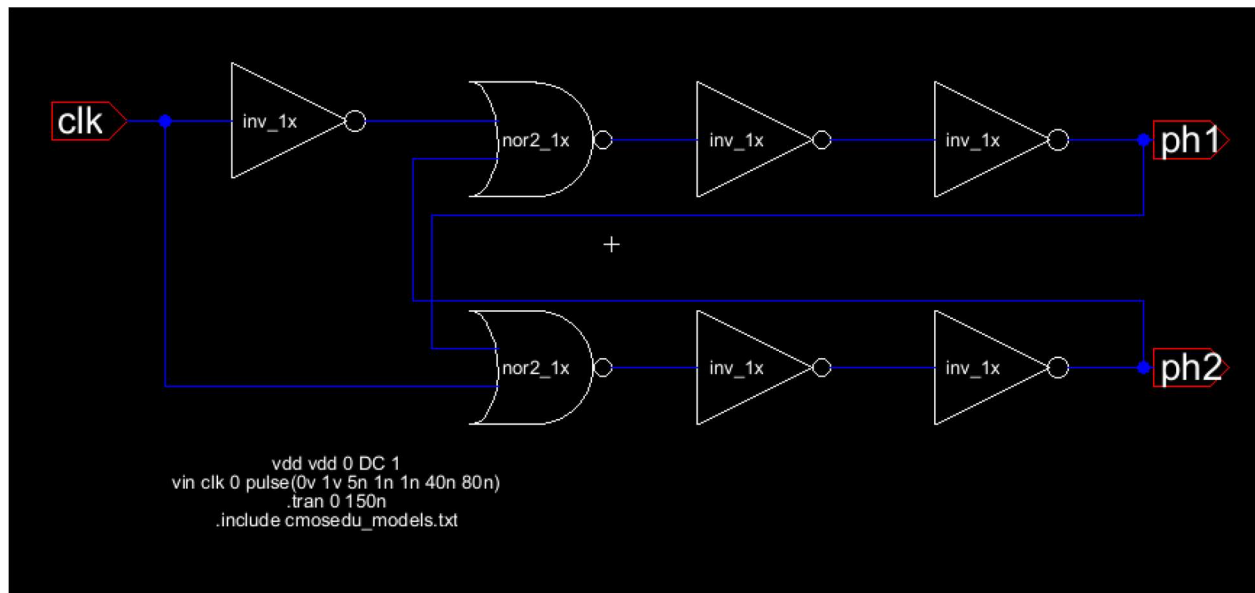 clk
inv_1x
nor2_1x
inv_1x
inv_1x
ph1
nor2_1x
inv_1x
inv_1x
ph2
vdd vdd 0 DC 1
vin clk 0 pulse(0v 1v 5n 1n 1n 40n 80n)
.tran 0 150n
.include cmosedu_models.txt